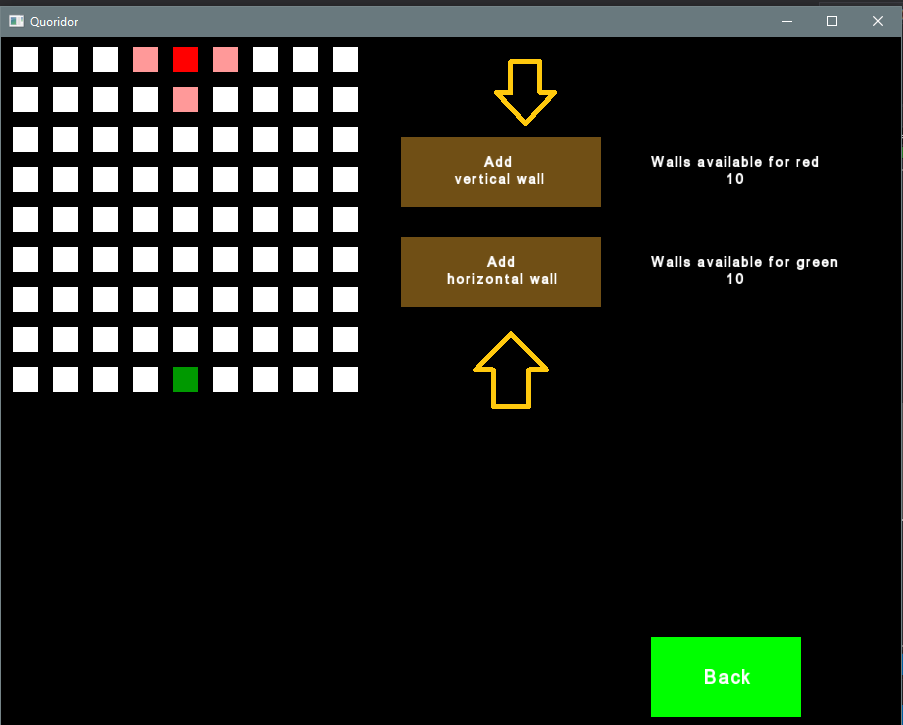 Quoridor
Add
vertical wall
Walls available for red
10
Add
horizontal wall
Walls available for green
10
Back